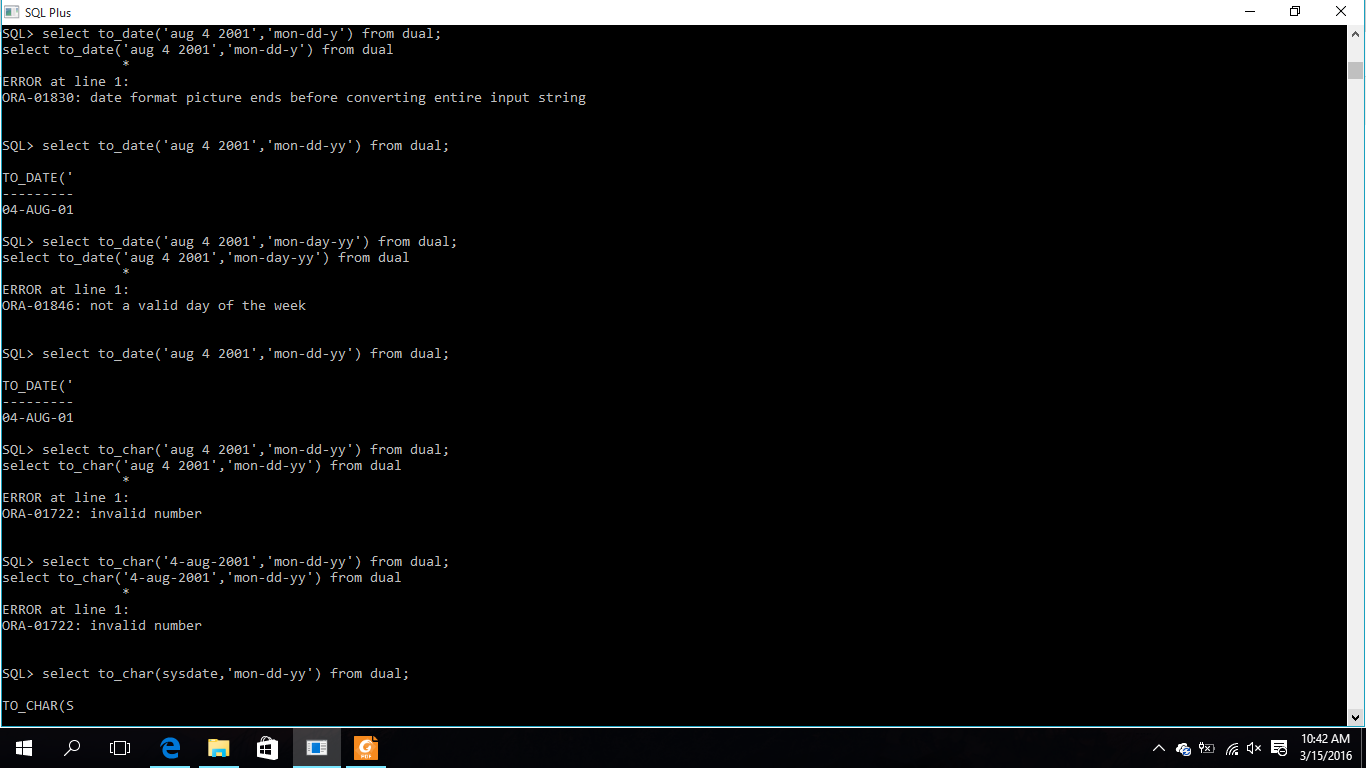 SQL Plus
SQL> select to_date('aug 4 2001','mon-dd-y') from dual;
select to_date('aug 4 2001','mon-dd-y') from dual
*
ERROR at line 1:
ORA-01830: date format picture ends before converting entire input string
SQL> select to_date('aug 4 2001','mon-dd-yy') from dual;
TO_DATE('
---------
04-AUG-01
SQL> select to_date('aug 4 2001','mon-day-yy') from dual;
select to_date('aug 4 2001','mon-day-yy') from dual
*
ERROR at line 1:
ORA-01846: not a valid day of the week
SQL> select to_date('aug 4 2001','mon-dd-yy') from dual;
TO_DATE('
---------
04-AUG-01
SQL> select to_char('aug 4 2001','mon-dd-yy') from dual;
select to_char('aug 4 2001','mon-dd-yy') from dual
*
ERROR at line 1:
ORA-01722: invalid number
SQL> select to_char('4-aug-2001','mon-dd-yy') from dual;
select to_char('4-aug-2001','mon-dd-yy') from dual
*
ERROR at line 1:
ORA-01722: invalid number
SQL> select to_char(sysdate,'mon-dd-yy') from dual;
TO_CHAR(S
PDF
10:42 AM
3/15/2016